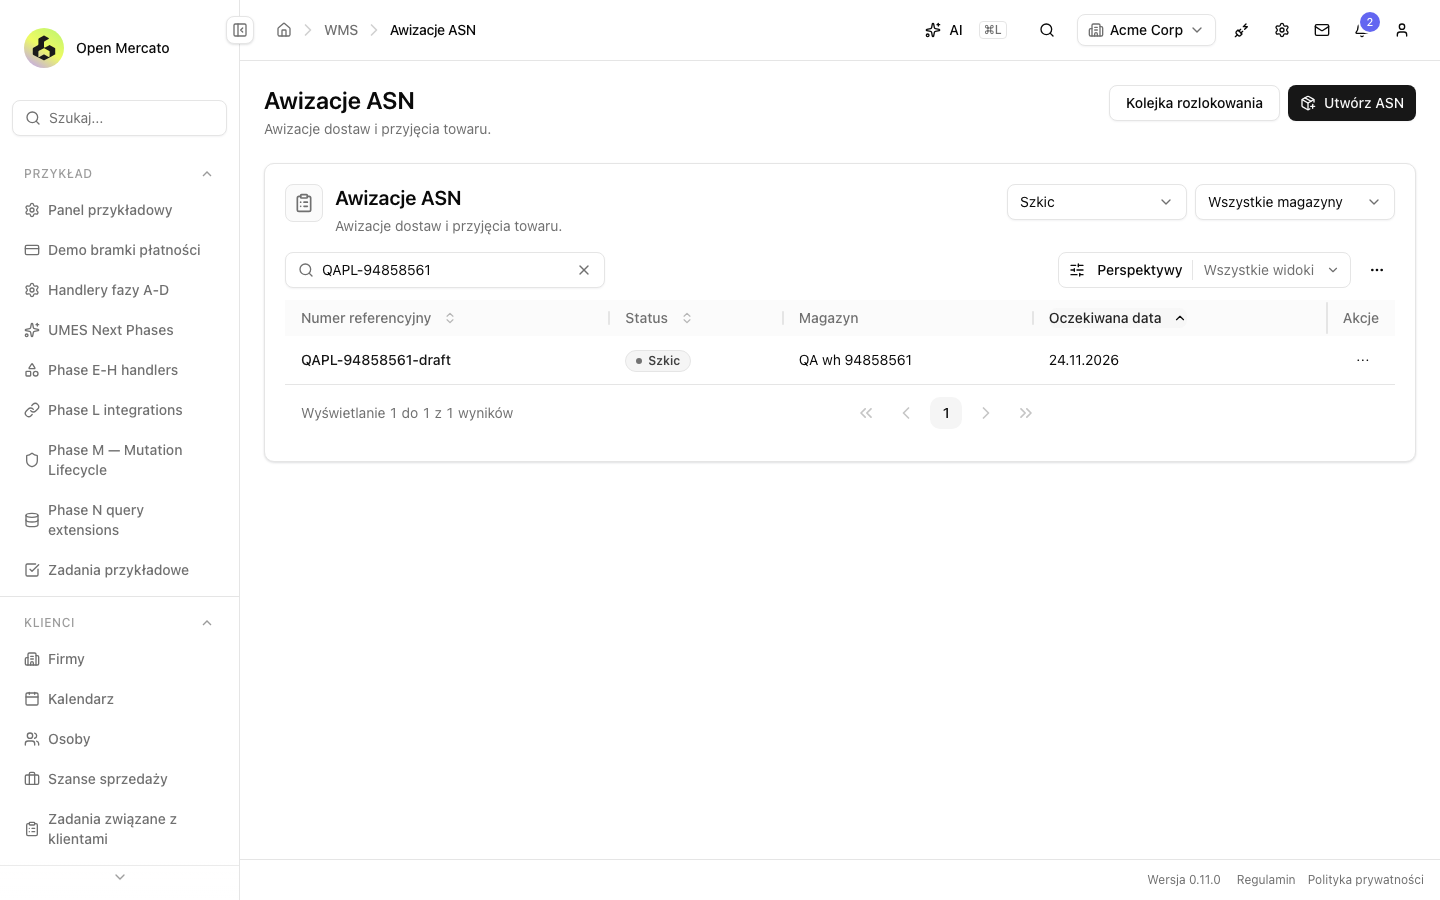 Open Mercato
WMS
Awizacje ASN
AI
⌘L
Acme Corp
2
Szukaj...
PRZYKŁAD
Panel przykładowy
Demo bramki płatności
Handlery fazy A-D
UMES Next Phases
Phase E-H handlers
Phase L integrations
Phase M — Mutation
Lifecycle
Phase N query
extensions
Zadania przykładowe
KLIENCI
Firmy
Kalendarz
Osoby
Szanse sprzedaży
Zadania związane z
klientami
Awizacje ASN
Awizacje dostaw i przyjęcia towaru.
Kolejka rozlokowania
Utwórz ASN
Awizacje ASN
Awizacje dostaw i przyjęcia towaru.
Szkic
Wszystkie magazyny
QAPL-94858561
Perspektywy
Wszystkie widoki
Numer referencyjny
Status
Magazyn
Oczekiwana data
Akcje
QAPL-94858561-draft
Szkic
QA wh 94858561
24.11.2026
Wyświetlanie 1 do 1 z 1 wyników
1
Wersja 0.11.0
Regulamin
Polityka prywatności